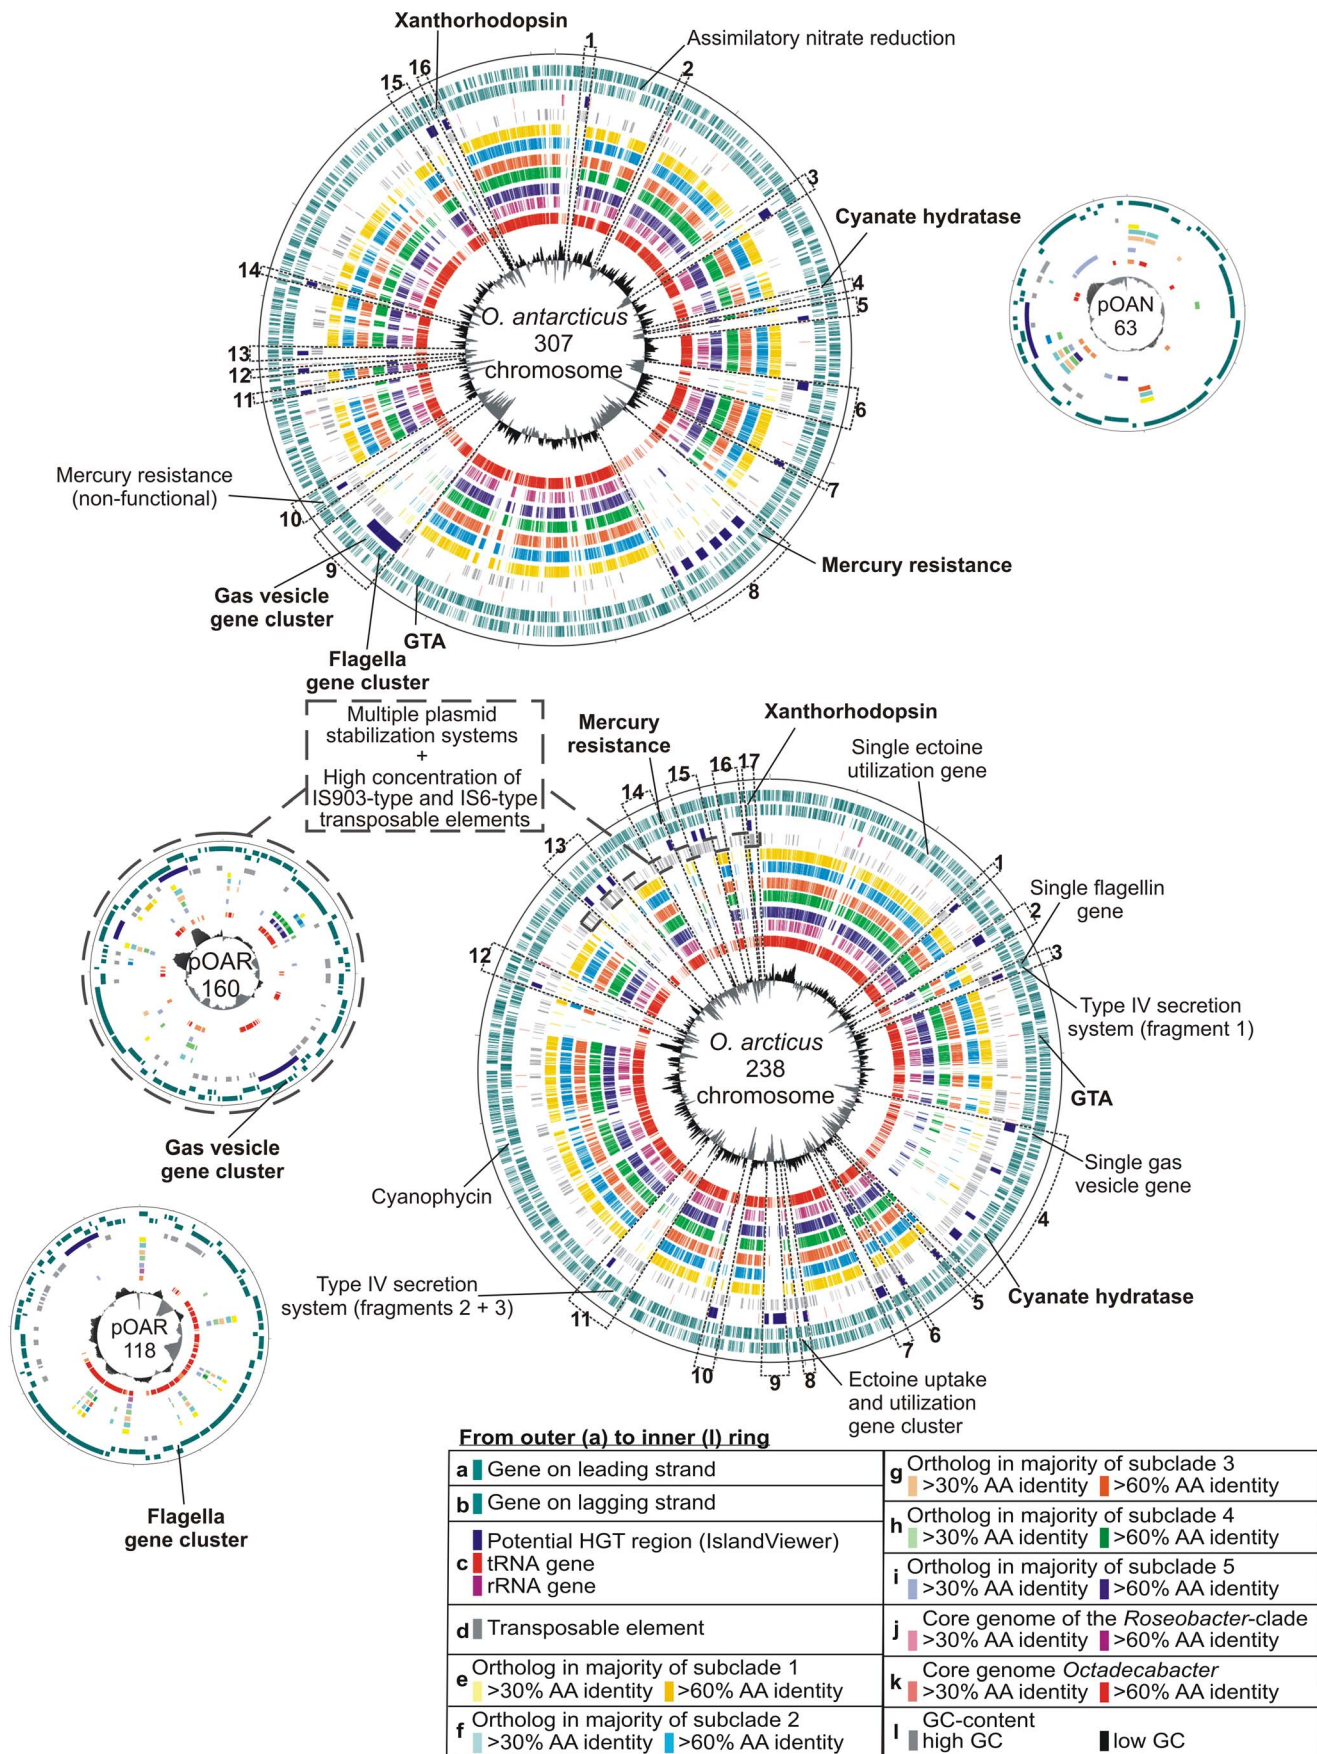 Xanthorhodopsin
1
Assimilatory nitrate reduction
16
15
2
3
Cyanate hydratase
4
5
14
O. antarcticus
307
chromosome
pOAN
63
13
12
11
6
7
Mercury resistance
(non-functional)
10
9
8
Mercury resistance
Gas vesicle
gene cluster
GTA
Flagella
gene cluster
Multiple plasmid
stabilization systems
+
High concentration of
IS903-type and IS6-type
transposable elements
Mercury
resistance
Xanthorhodopsin
Single ectoine
utilization gene
17
16
15
14
13
12
1
2
3
Single flagellin
gene
Type IV secretion
system (fragment 1)
pOAR
160
O. arcticus
238
chromosome
GTA
Gas vesicle
gene cluster
Single gas
vesicle gene
4
Cyanophycin
Cyanate hydratase
5
6
7
8
9
10
11
Type IV secretion
system (fragments 2 + 3)
Ectoine uptake
and utilization
gene cluster
pOAR
118
Flagella
gene cluster
From outer (a) to inner (l) ring
a Gene on leading strand
b Gene on lagging strand
c Potential HGT region (IslandViewer)
tRNA gene
rRNA gene
d Transposable element
e Ortholog in majority of subclade 1
>30% AA identity >60% AA identity
f Ortholog in majority of subclade 2
>30% AA identity >60% AA identity
g Ortholog in majority of subclade 3
>30% AA identity >60% AA identity
h Ortholog in majority of subclade 4
>30% AA identity >60% AA identity
i Ortholog in majority of subclade 5
>30% AA identity >60% AA identity
j Core genome of the Roseobacter-clade
>30% AA identity >60% AA identity
k Core genome Octadecabacter
>30% AA identity >60% AA identity
l GC-content
high GC low GC